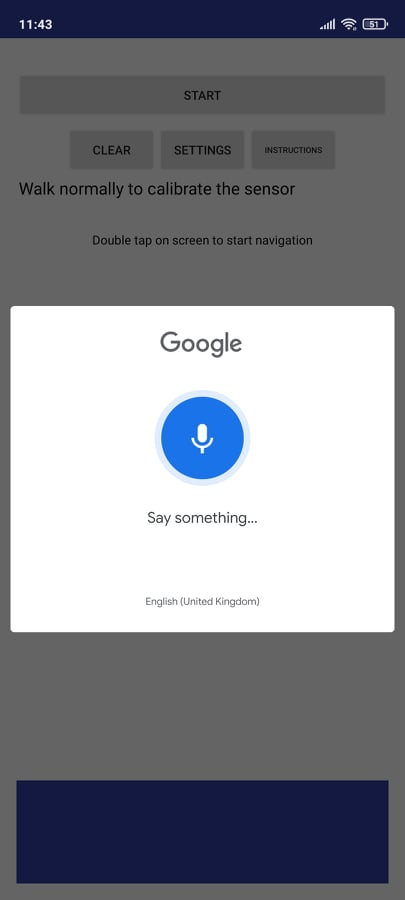 11:43
51
START
CLEAR SETTINGS INSTRUCTIONS
Walk normally to calibrate the sensor
Double tap on screen to start navigation
Google
Say something...
English (United Kingdom)